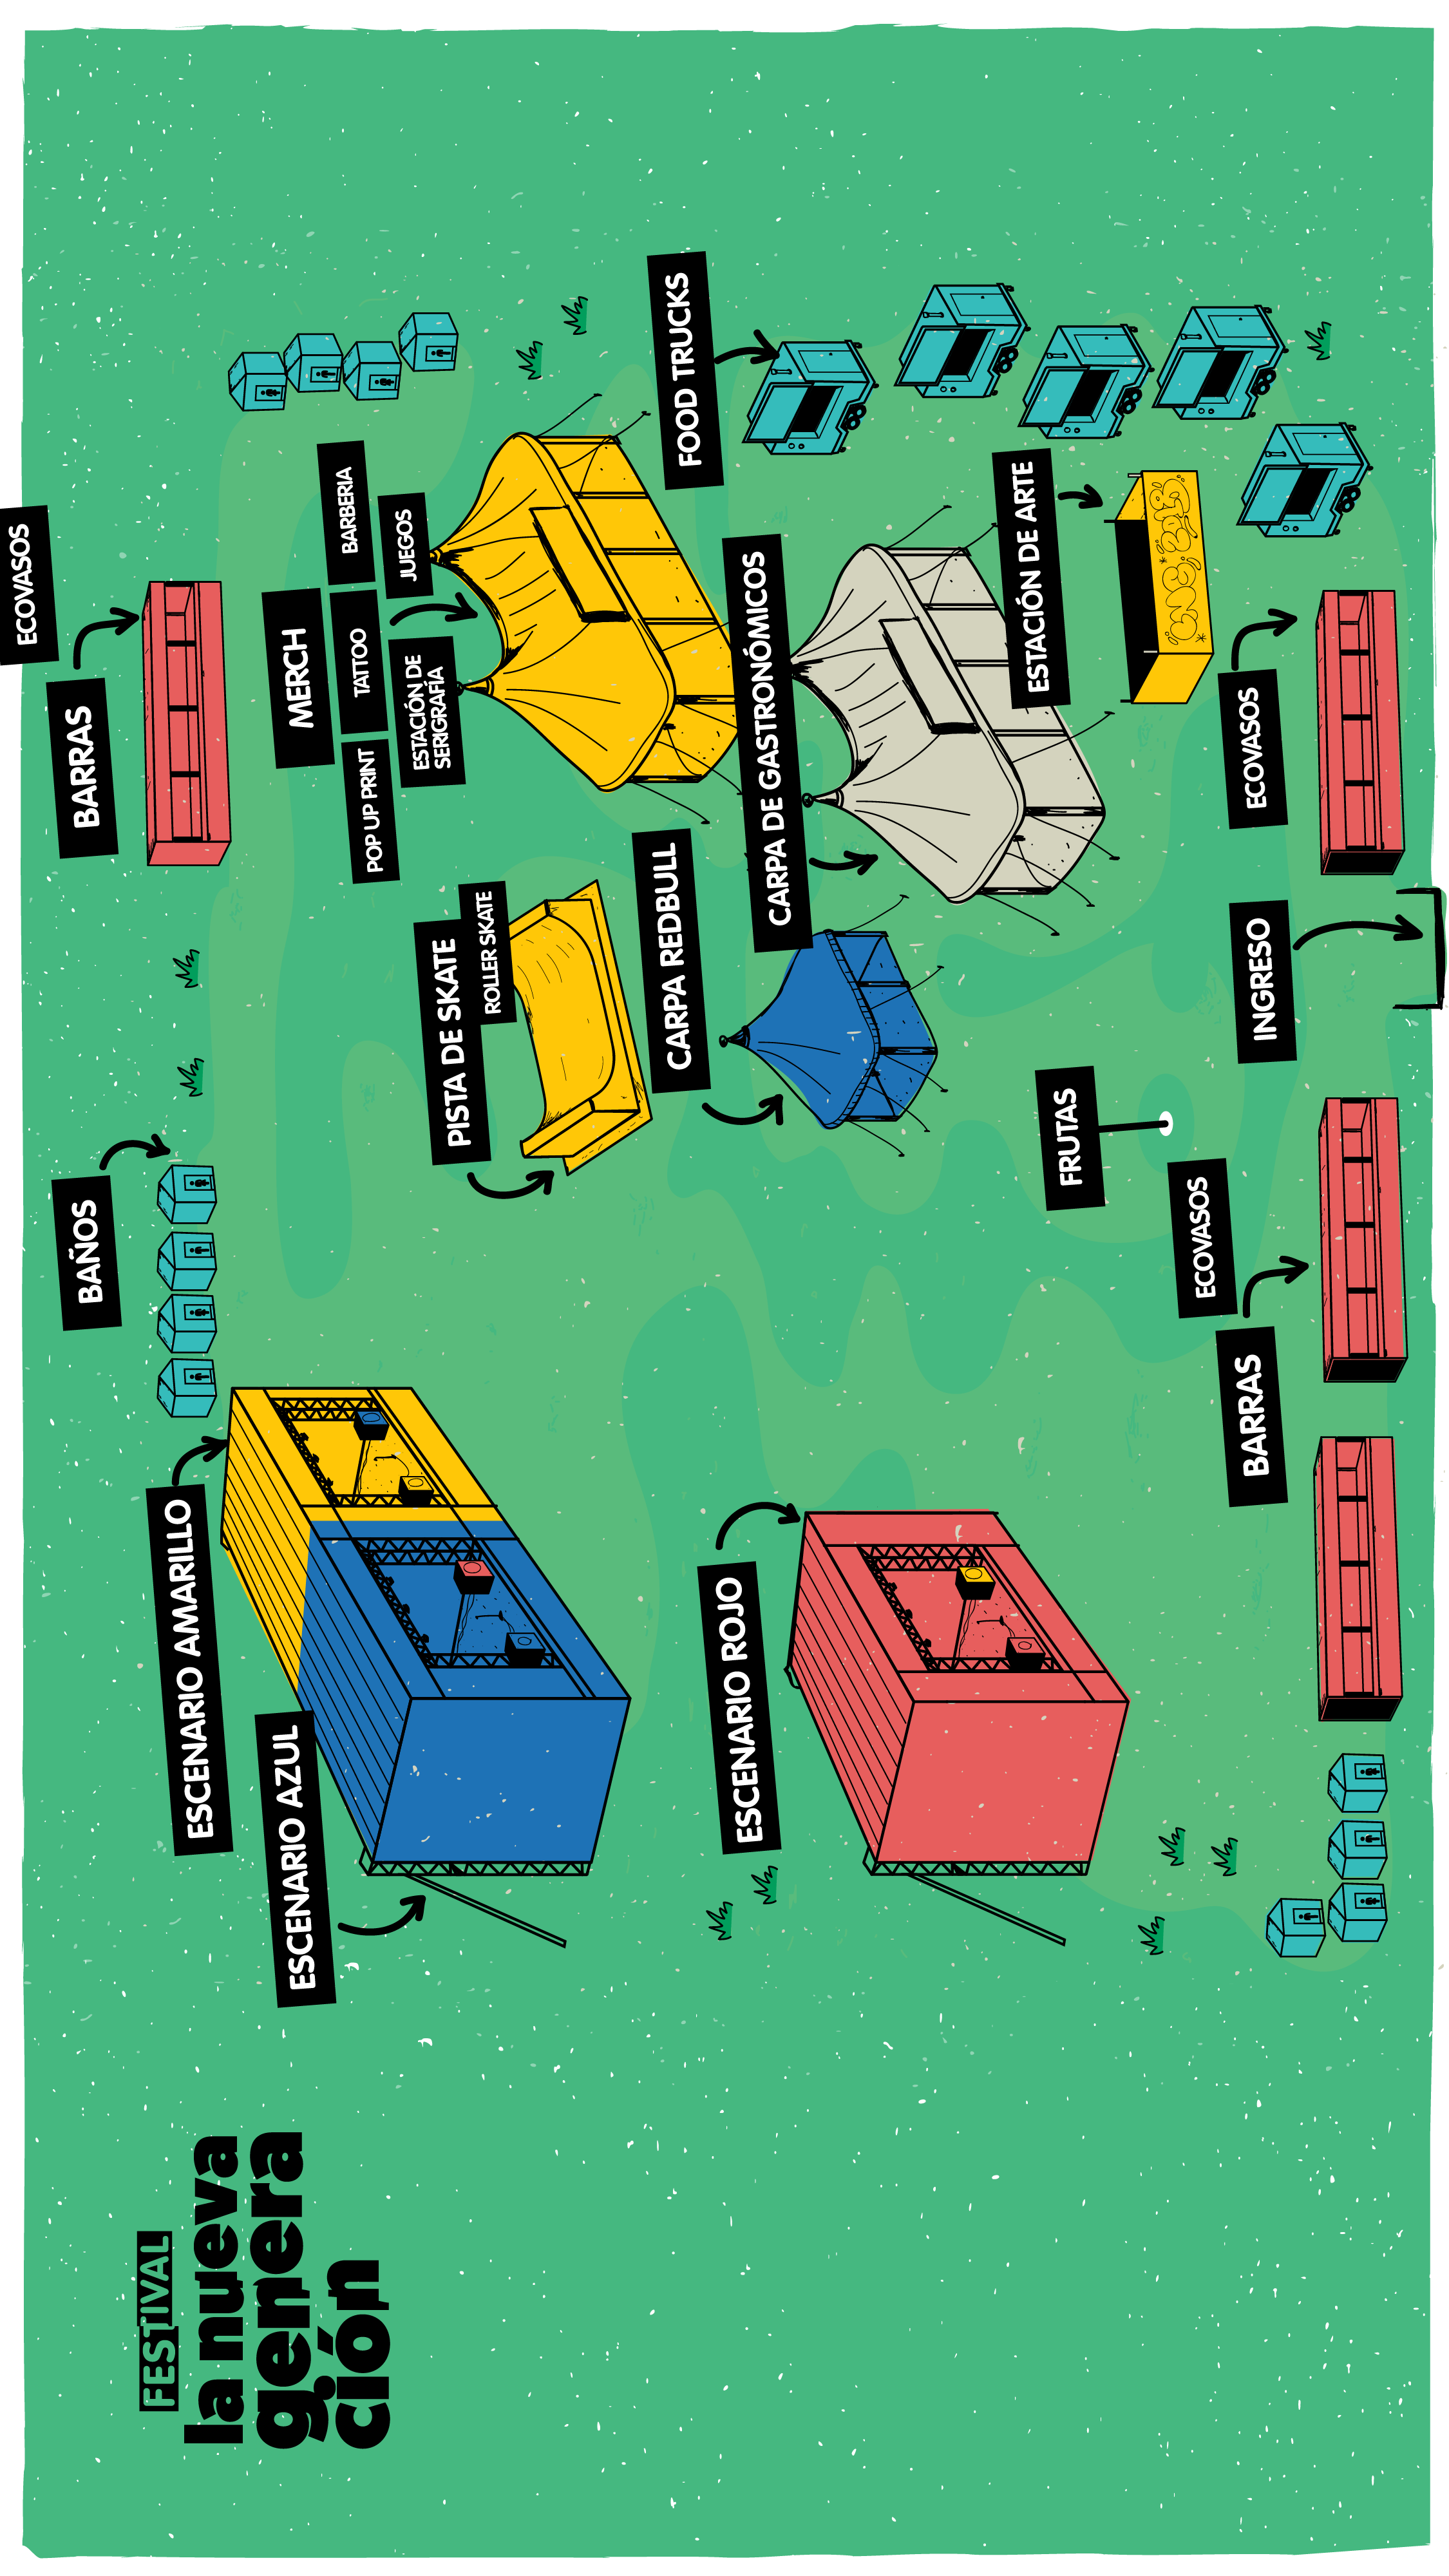 FESTIVAL
la nueva
genera
ción
ESCENARIO AMARILLO
ESCENARIO AZUL
BAÑOS
BARRAS
ECOVASOS
MERCH
POP UP PRINT
TATTOO
BARBERIA
ESTACIÓN DE
SERIGRAFÍA
JUEGOS
PISTA DE SKATE
ROLLER SKATE
ESCENARIO ROJO
CARPA REDBULL
FOOD TRUCKS
CARPA DE GASTRONÓMICOS
ESTACIÓN DE ARTE
FRUTAS
ECOVASOS
BARRAS
INGRESO
ECOVASOS